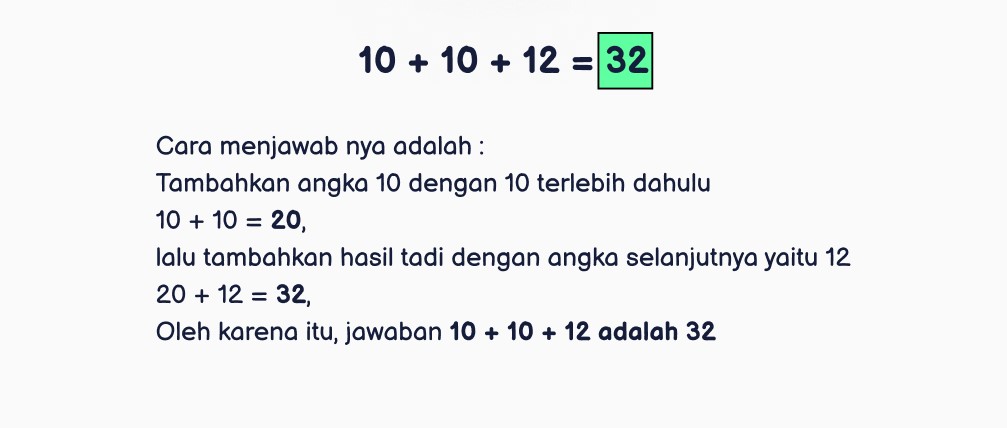 10 + 10 + 12 = 32
Cara menjawab nya adalah :
Tambahkan angka 10 dengan 10 terlebih dahulu
10 + 10 = 20,
lalu tambahkan hasil tadi dengan angka selanjutnya yaitu 12
20 + 12 = 32,
Oleh karena itu, jawaban 10 + 10 + 12 adalah 32